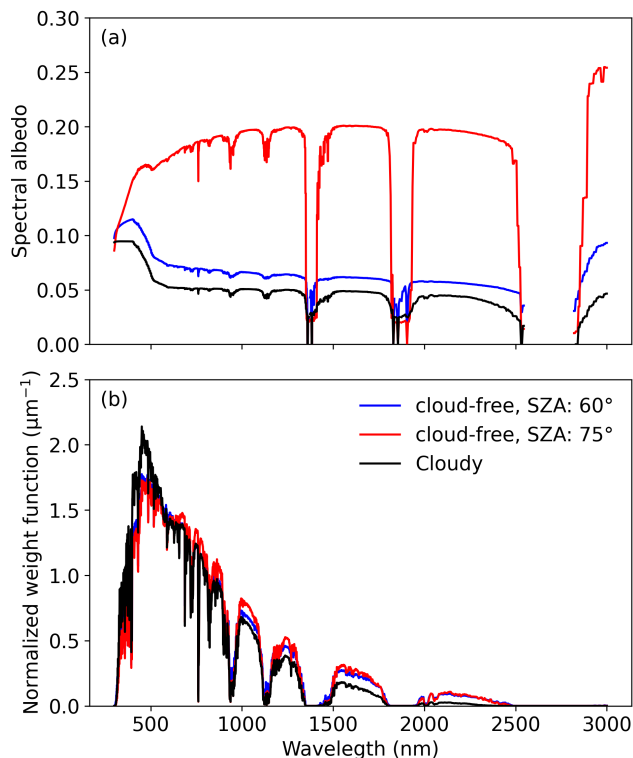 0.30
(a)
0.25
0.20
0.15
0.10
0.05
0.00
Spectral albedo
2.5
(b)
cloud-free, SZA: 60°
cloud-free, SZA: 75°
Cloudy
2.0
1.5
1.0
0.5
0.0
Normalized weight function (μm⁻¹)
500 1000 1500 2000 2500 3000
Wavelegth (nm)